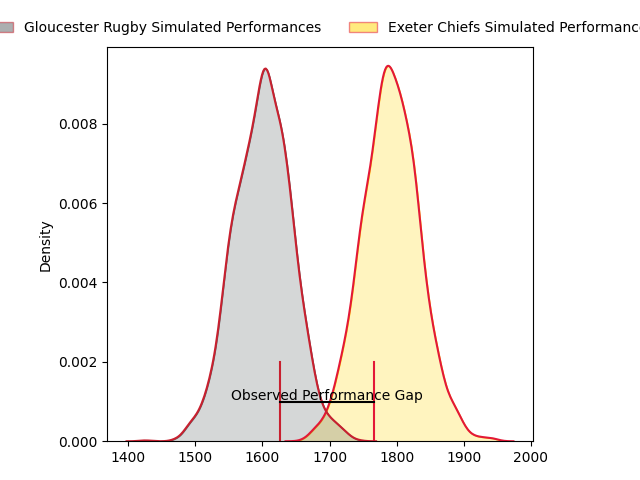 Gloucester Rugby Simulated Performances
Exeter Chiefs Simulated
Density
0.008
0.006
0.004
0.002
0.000
Observed Performance Gap
1400 1500 1600 1700 1800 1900 2000